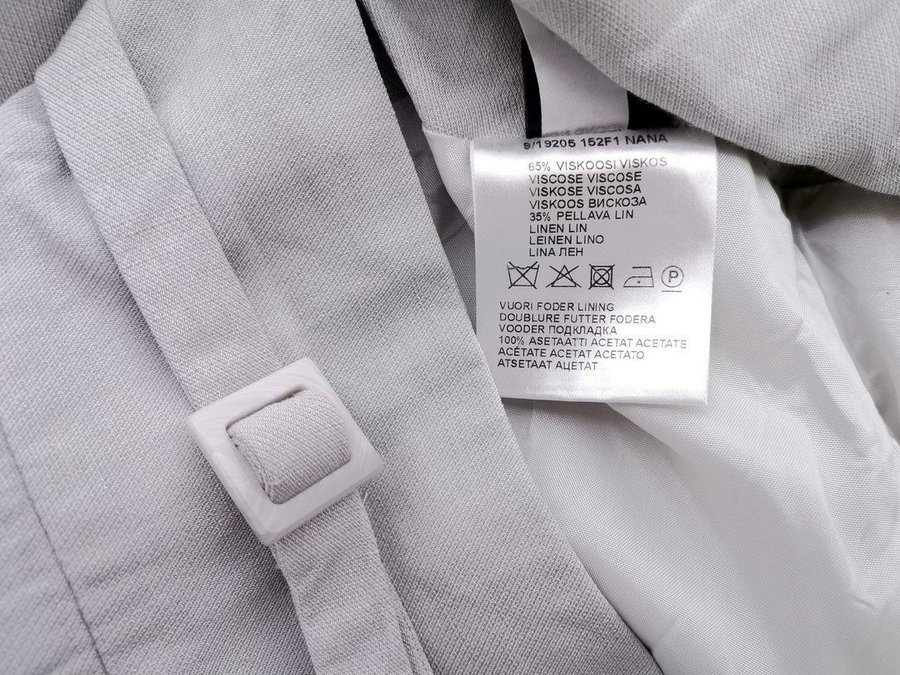 9/19205 152F1 NANA
65% VISKOOSI VISKOS
VISCOSE VISCOSE
VISKOSE VISCOSA
VISKOOS ВИСКОЗА
35% PELLAVA LIN
LINEN LIN
LEINEN LINO
LINA ЛЕН
P
VUORI FODER LINING
DOUBLURE FUTTER FODERA
VOODER ПОДКЛАДКА
100% ASETAATTI ACETAT ACETATE
ACÉTATE ACETAT ACETATO
ATSETAAT АЦЕТАТ